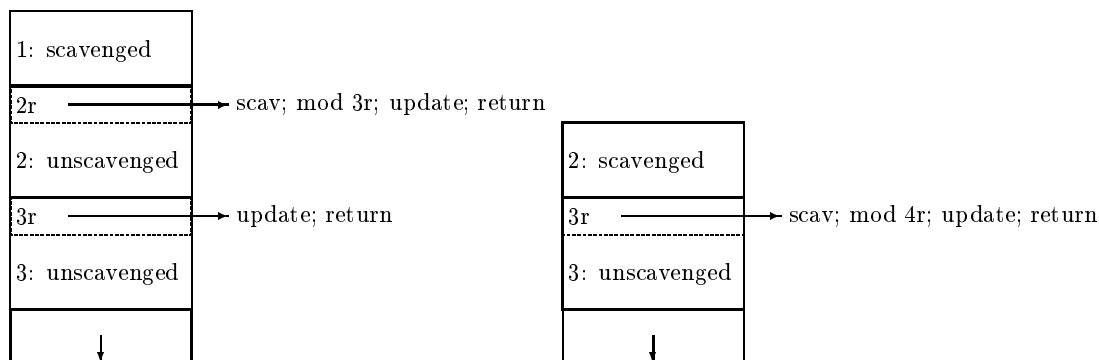 1: scavenged
2r
scav; mod 3r; update; return
2: unscavenged
3r
update; return
3: unscavenged
2: scavenged
3r
scav; mod 4r; update; return
3: unscavenged